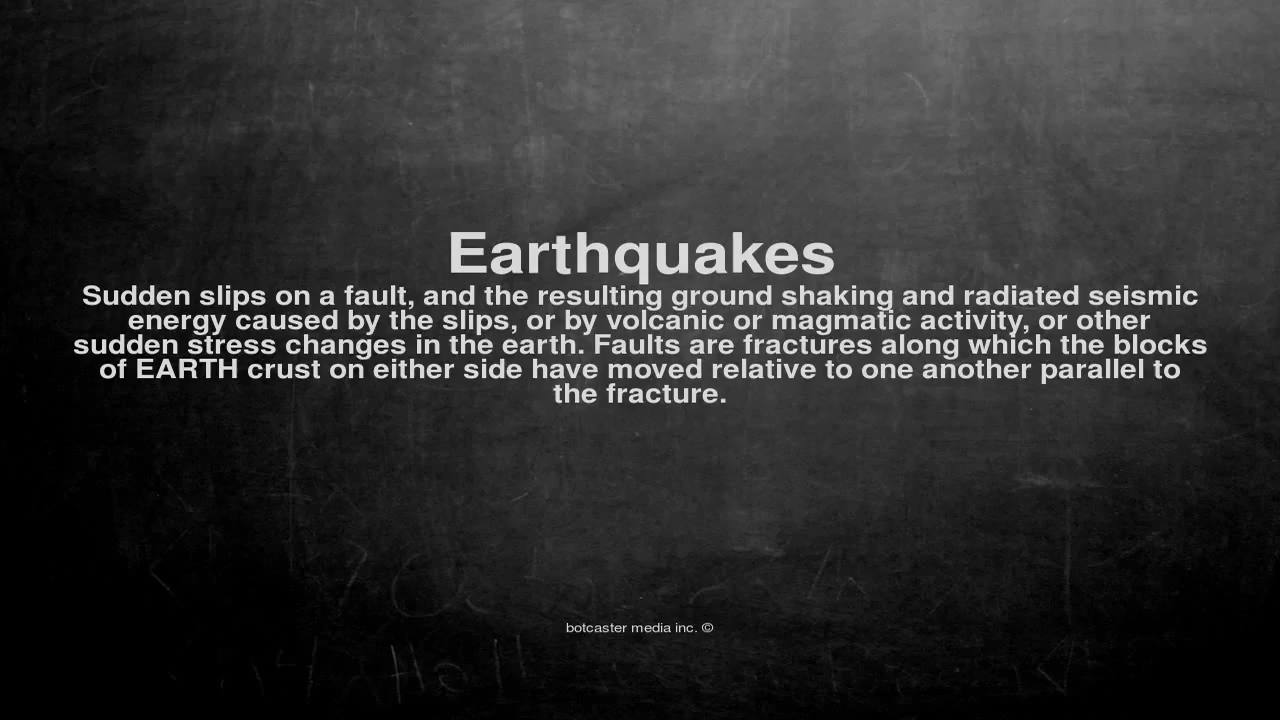 Earthquakes
Sudden slips on a fault, and the resulting ground shaking and radiated seismic
energy caused by the slips, or by volcanic or magmatic activity, or other
sudden stress changes in the earth. Faults are fractures along which the blocks
of EARTH crust on either side have moved relative to one another parallel to
the fracture.
botcaster media inc. ©